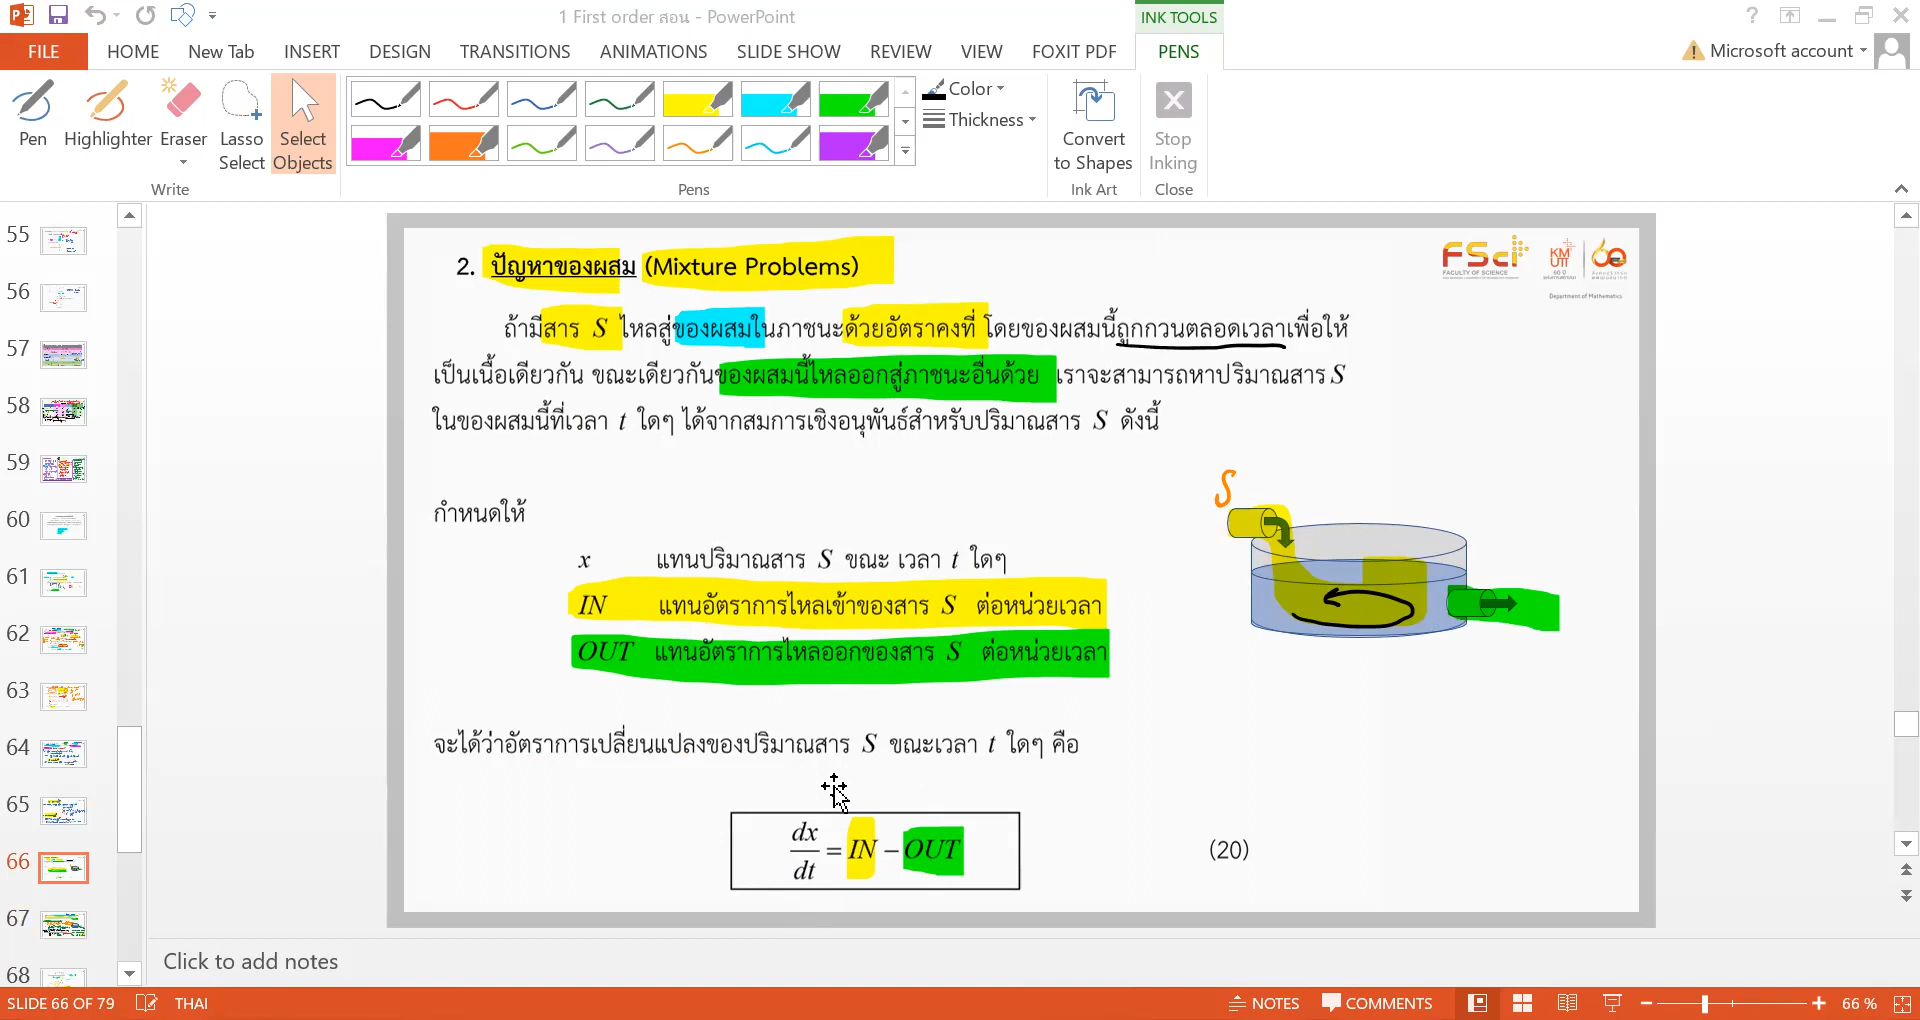 1 First order สอน - PowerPoint
INK TOOLS
FILE HOME New Tab INSERT DESIGN TRANSITIONS ANIMATIONS SLIDE SHOW REVIEW VIEW FOXIT PDF PENS
Microsoft account
Pen Highlighter Eraser Lasso Select Select Objects
Color
Thickness
Convert to Shapes
Stop Inking
Write Pens Ink Art Close
55
56
57
58
59
60
61
62
63
64
65
66
67
68
2. ปัญหาของผสม (Mixture Problems)
FSci
FACULTY OF SCIENCE
KMUTT
Department of Mathematics
ถ้ามีสาร S ไหลสู่ของผสมในภาชนะด้วยอัตราคงที่ โดยของผสมนี้ถูกกวนตลอดเวลาเพื่อให้
เป็นเนื้อเดียวกัน ขณะเดียวกันของผสมนี้ไหลออกสู่ภาชนะอื่นด้วย เราจะสามารถหาปริมาณสาร S
ในของผสมนี้ที่เวลา t ใดๆ ได้จากสมการเชิงอนุพันธ์สำหรับปริมาณสาร S ดังนี้
S
กำหนดให้
x แทนปริมาณสาร S ขณะ เวลา t ใดๆ
IN แทนอัตราการไหลเข้าของสาร S ต่อหน่วยเวลา
OUT แทนอัตราการไหลออกของสาร S ต่อหน่วยเวลา
จะได้ว่าอัตราการเปลี่ยนแปลงของปริมาณสาร S ขณะเวลา t ใดๆ คือ
dx/dt = IN − OUT (20)
Click to add notes
SLIDE 66 OF 79 THAI NOTES COMMENTS 66 %